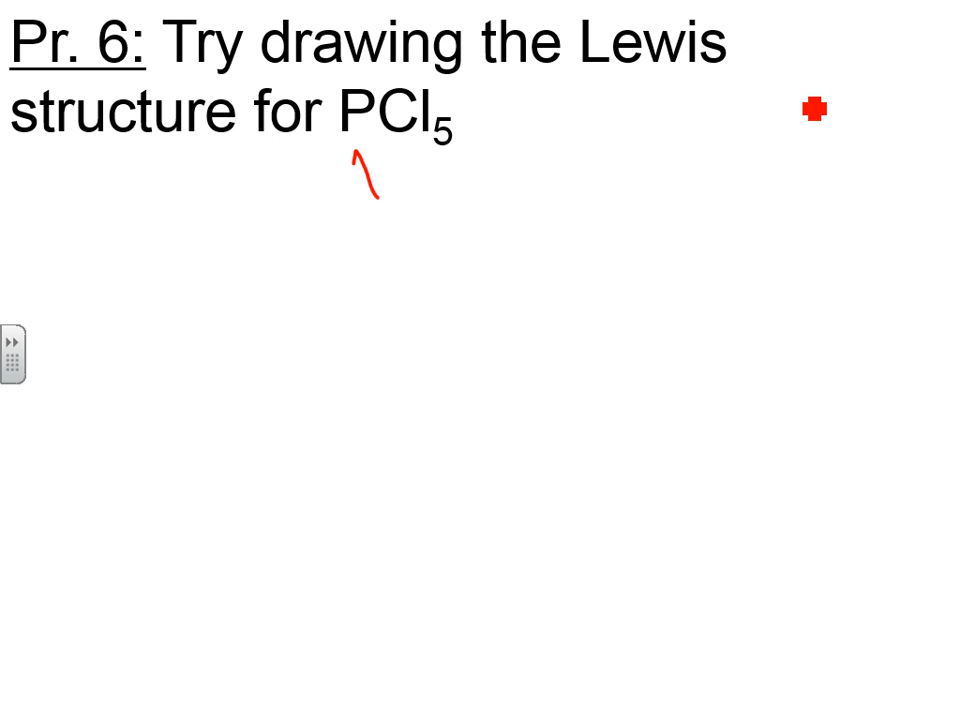 Pr. 6: Try drawing the Lewis
structure for PCl₅